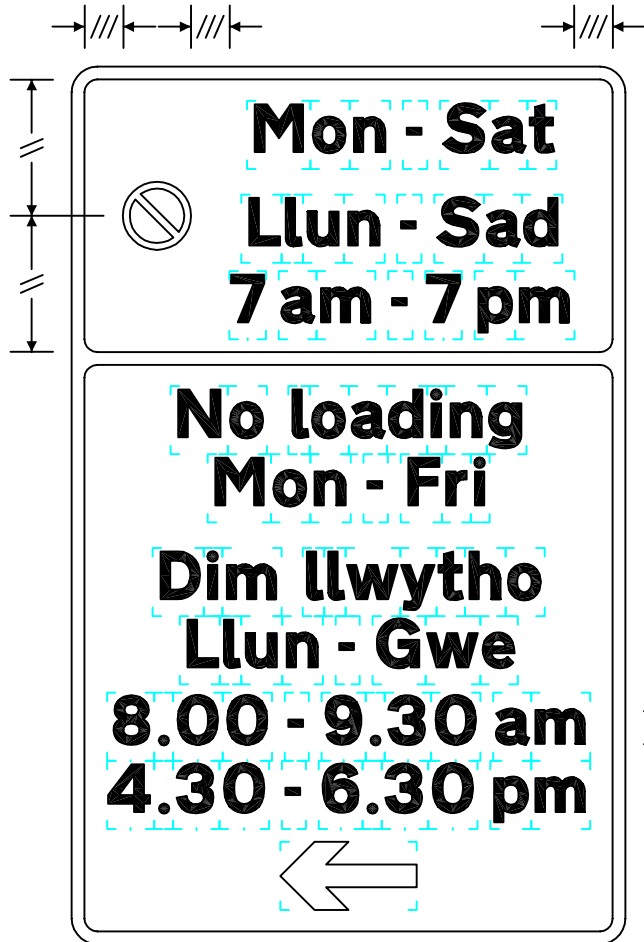 Mon - Sat
Llun - Sad
7 am - 7 pm
No loading
Mon - Fri
Dim llwytho
Llun - Gwe
8.00 - 9.30 am
4.30 - 6.30 pm